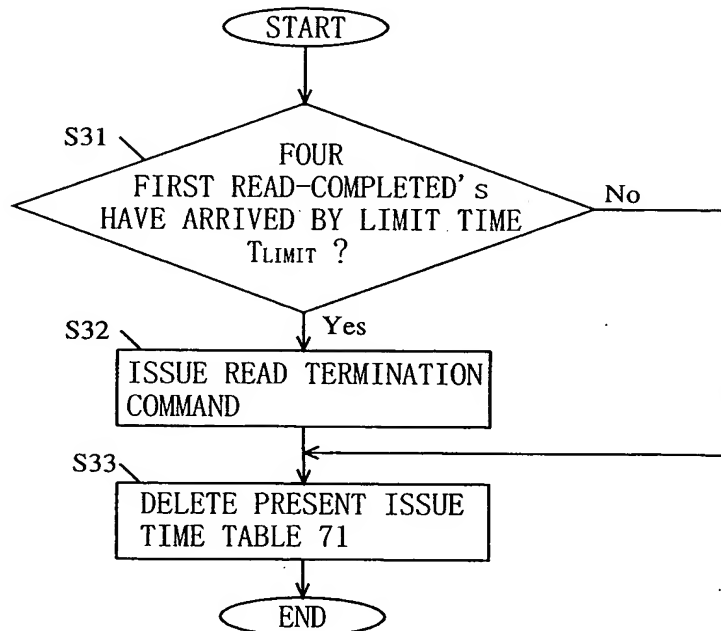 START
S31
FOUR
FIRST READ-COMPLETED's
HAVE ARRIVED BY LIMIT TIME
TLIMIT ?
No
Yes
S32
ISSUE READ TERMINATION
COMMAND
S33
DELETE PRESENT ISSUE
TIME TABLE 71
END